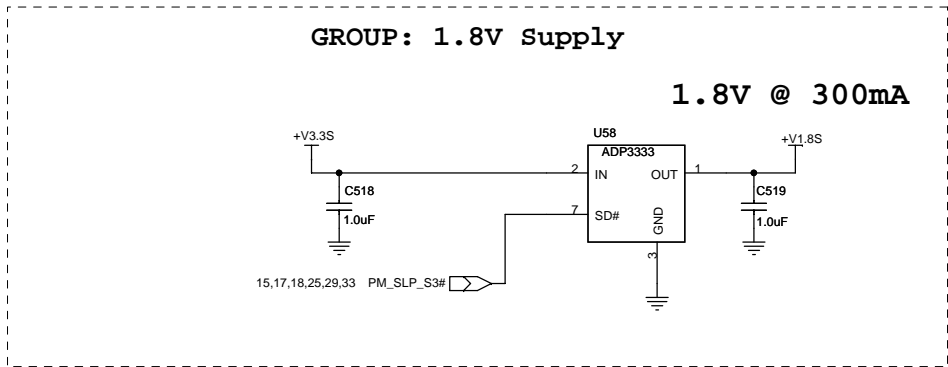 GROUP: 1.8V Supply
1.8V @ 300mA
+V3.3S
U58
ADP3333
+V1.8S
2
IN
OUT
1
C518
1.0uF
C519
1.0uF
7
SD#
GND
3
15,17,18,25,29,33 PM_SLP_S3#